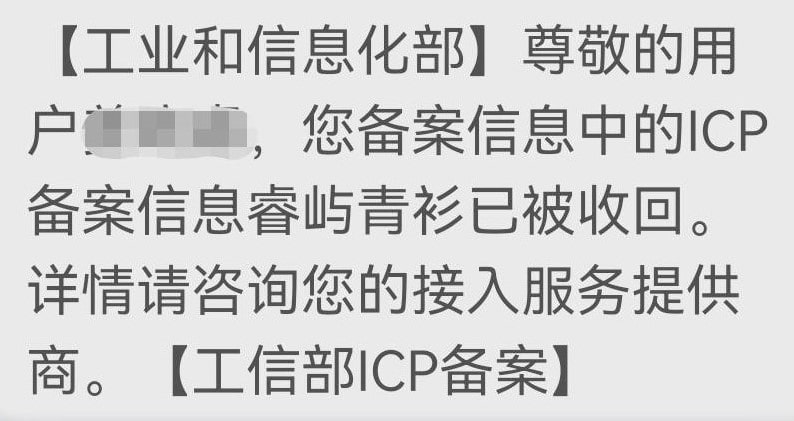 【工业和信息化部】尊敬的用
户，您备案信息中的ICP
备案信息睿屿青衫已被收回。
详情请咨询您的接入服务提供
商。【工信部ICP备案】